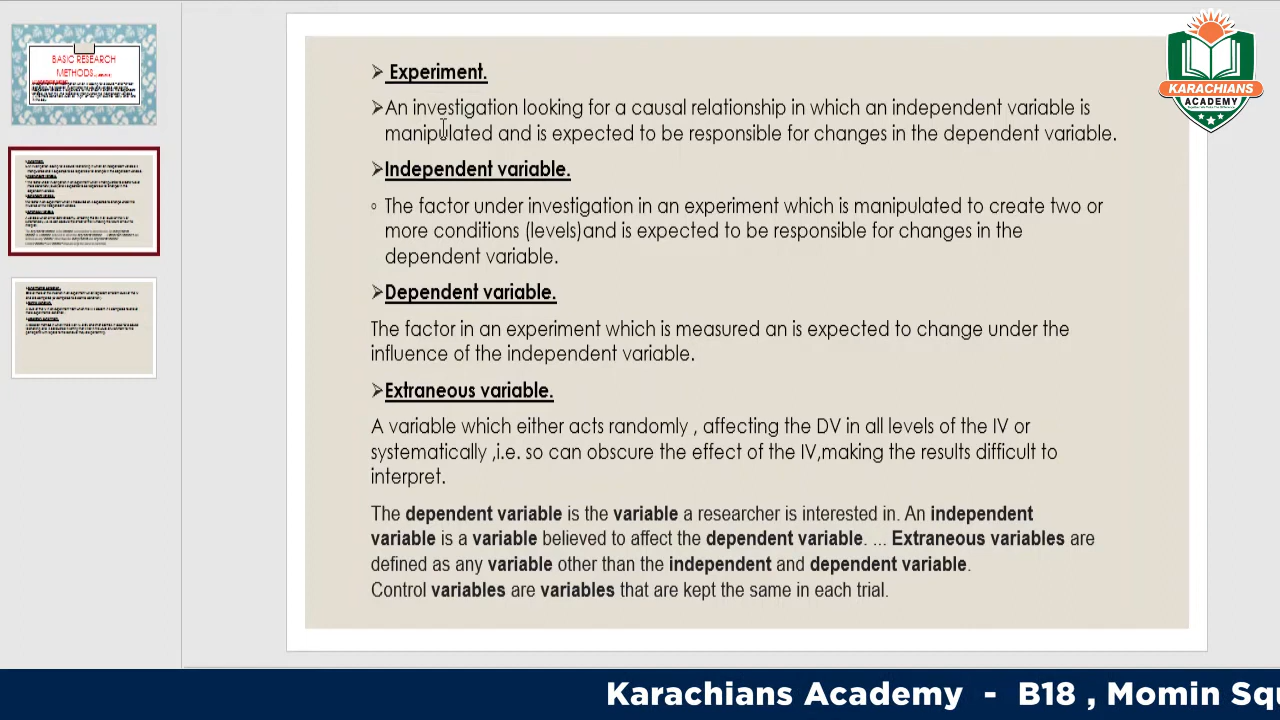 BASIC RESEARCH
METHODS
➢ Experiment.
➢An investigation looking for a causal relationship in which an independent variable is
manipulated and is expected to be responsible for changes in the dependent variable.
➢Independent variable.
◦ The factor under investigation in an experiment which is manipulated to create two or
more conditions (levels)and is expected to be responsible for changes in the
dependent variable.
➢Dependent variable.
The factor in an experiment which is measured an is expected to change under the
influence of the independent variable.
➢Extraneous variable.
A variable which either acts randomly , affecting the DV in all levels of the IV or
systematically ,i.e. so can obscure the effect of the IV,making the results difficult to
interpret.
The dependent variable is the variable a researcher is interested in. An independent
variable is a variable believed to affect the dependent variable. ... Extraneous variables are
defined as any variable other than the independent and dependent variable.
Control variables are variables that are kept the same in each trial.
KARACHIANS
ACADEMY
Karachians Academy - B18 , Momin Squ